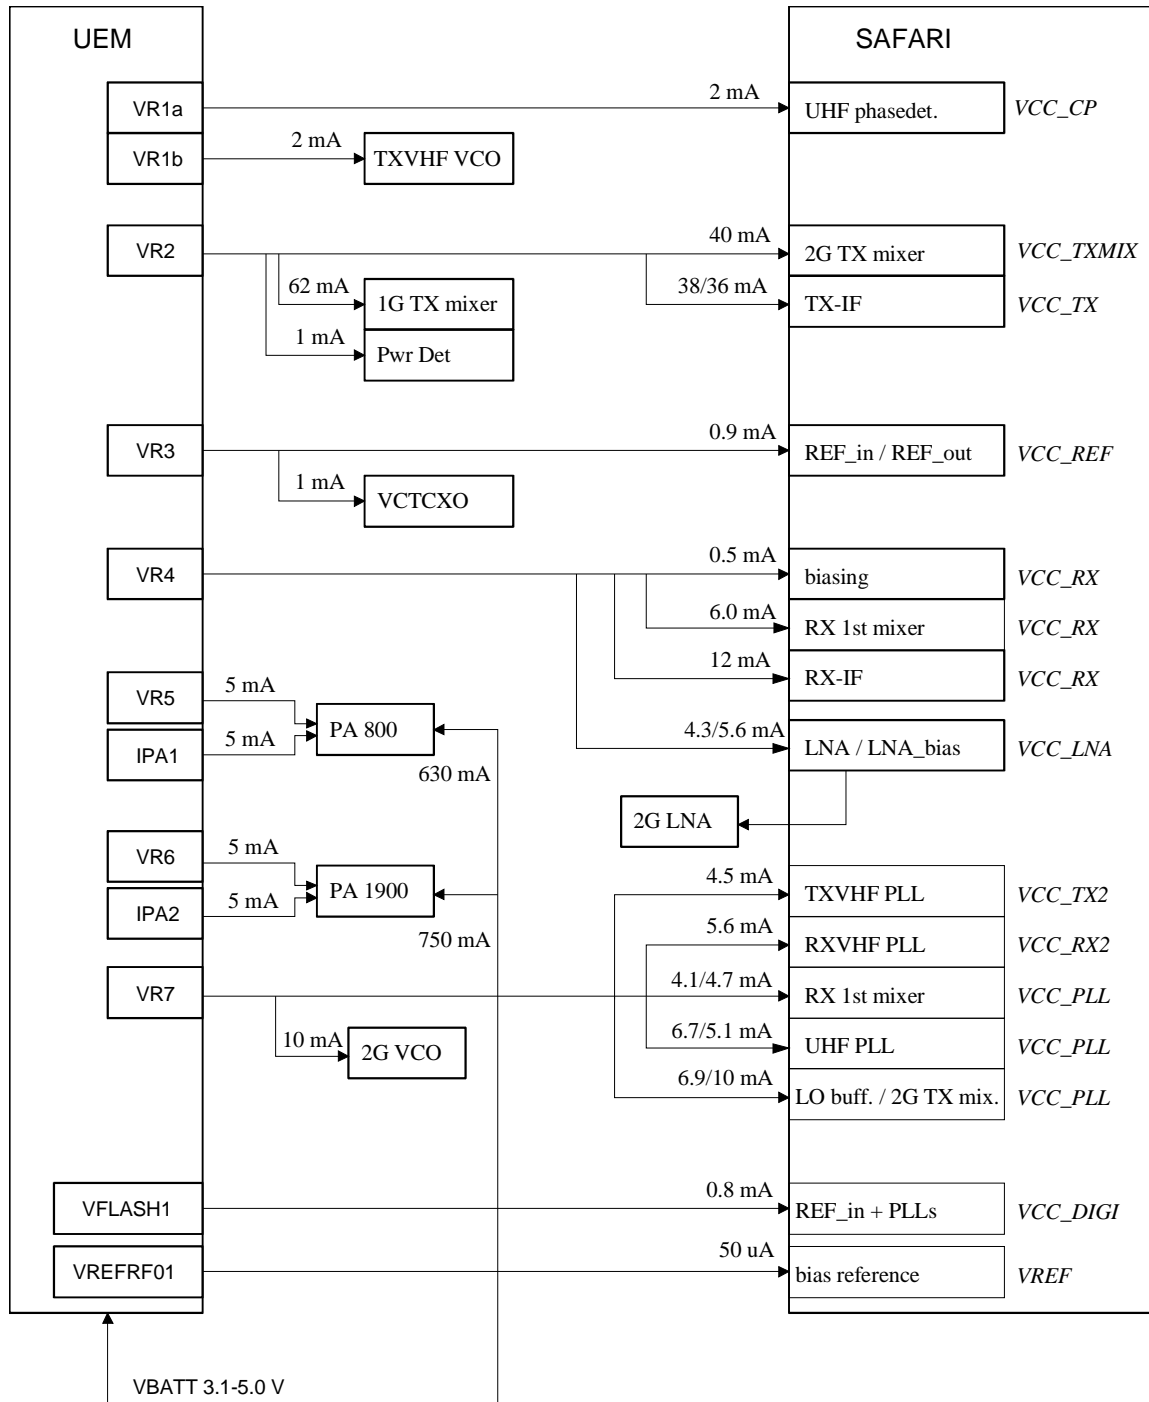 UEM
SAFARI
VR1a
2 mA
UHF phasedet.
VCC_CP
VR1b
2 mA
TXVHF VCO
VR2
40 mA
2G TX mixer
VCC_TXMIX
62 mA
1G TX mixer
38/36 mA
TX-IF
VCC_TX
1 mA
Pwr Det
VR3
0.9 mA
REF_in / REF_out
VCC_REF
1 mA
VCTCXO
VR4
0.5 mA
biasing
VCC_RX
6.0 mA
RX 1st mixer
VCC_RX
12 mA
RX-IF
VCC_RX
VR5
5 mA
PA 800
IPA1
5 mA
630 mA
4.3/5.6 mA
LNA / LNA_bias
VCC_LNA
2G LNA
VR6
5 mA
PA 1900
IPA2
5 mA
750 mA
4.5 mA
TXVHF PLL
VCC_TX2
5.6 mA
RXVHF PLL
VCC_RX2
VR7
4.1/4.7 mA
RX 1st mixer
VCC_PLL
10 mA
2G VCO
6.7/5.1 mA
UHF PLL
VCC_PLL
6.9/10 mA
LO buff. / 2G TX mix.
VCC_PLL
VFLASH1
0.8 mA
REF_in + PLLs
VCC_DIGI
VREFRF01
50 uA
bias reference
VREF
VBATT 3.1-5.0 V